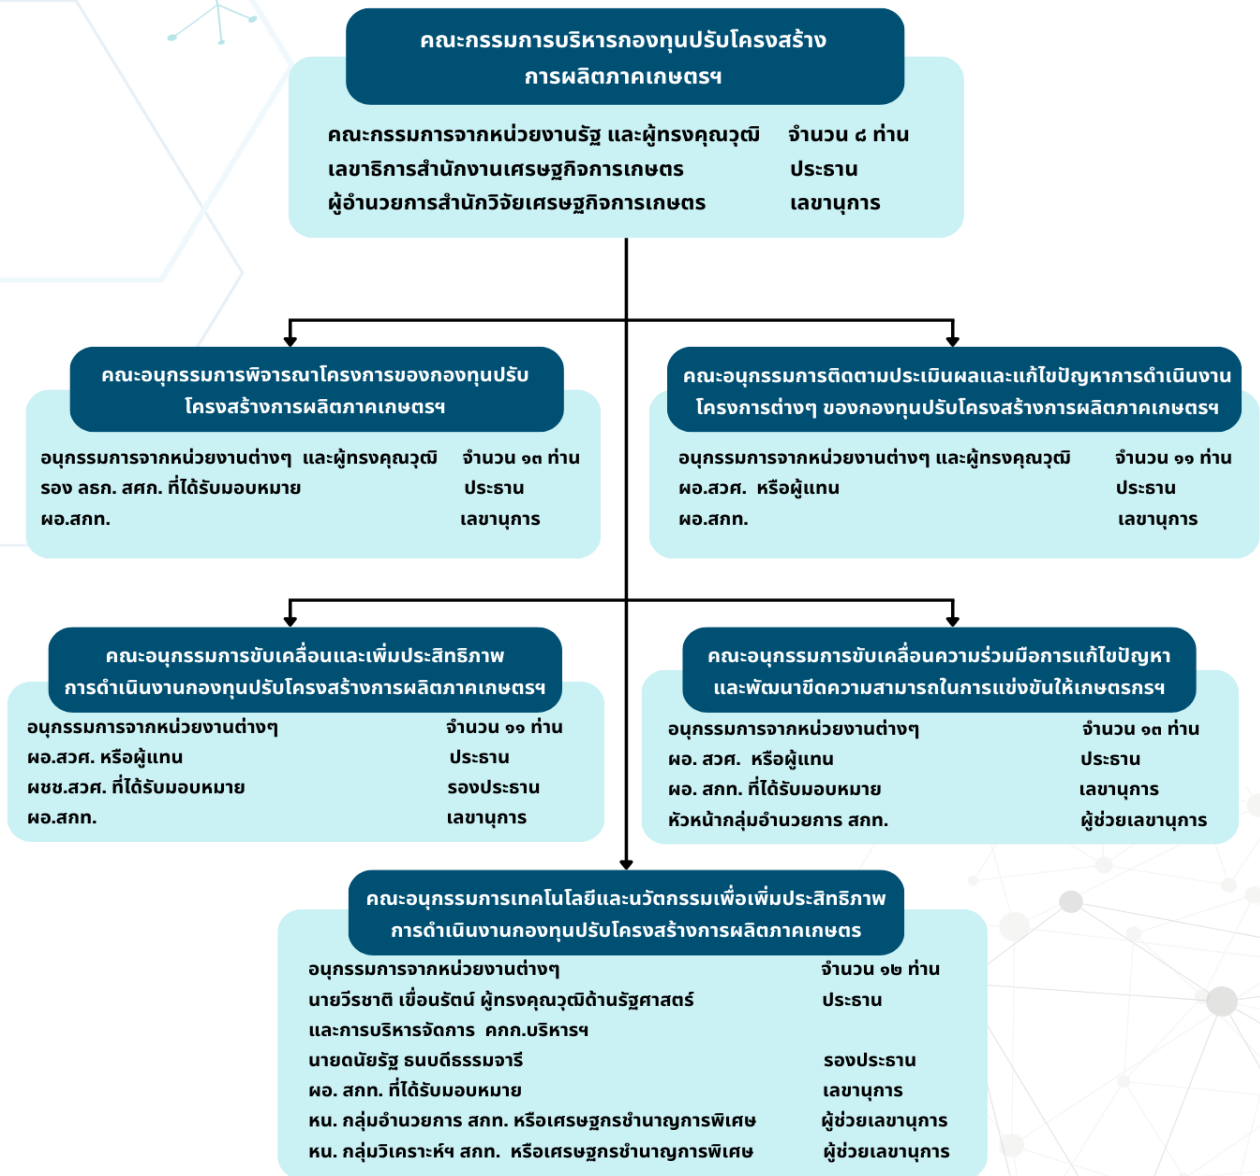 คณะกรรมการบริหารกองทุนปรับโครงสร้าง
การผลิตภาคเกษตรฯ
คณะกรรมการจากหน่วยงานรัฐ และผู้ทรงคุณวุฒิ จำนวน ๘ ท่าน
เลขาธิการสำนักงานเศรษฐกิจการเกษตร ประธาน
ผู้อำนวยการสำนักวิจัยเศรษฐกิจการเกษตร เลขานุการ
คณะอนุกรรมการพิจารณาโครงการของกองทุนปรับ
โครงสร้างการผลิตภาคเกษตรฯ
อนุกรรมการจากหน่วยงานต่างๆ และผู้ทรงคุณวุฒิ จำนวน ๑๓ ท่าน
รอง ลธก. สศก. ที่ได้รับมอบหมาย ประธาน
ผอ.สกท. เลขานุการ
คณะอนุกรรมการติดตามประเมินผลและแก้ไขปัญหาการดำเนินงาน
โครงการต่างๆ ของกองทุนปรับโครงสร้างการผลิตภาคเกษตรฯ
อนุกรรมการจากหน่วยงานต่างๆ และผู้ทรงคุณวุฒิ จำนวน ๑๑ ท่าน
ผอ.สวศ. หรือผู้แทน ประธาน
ผอ.สกท. เลขานุการ
คณะอนุกรรมการขับเคลื่อนและเพิ่มประสิทธิภาพ
การดำเนินงานกองทุนปรับโครงสร้างการผลิตภาคเกษตรฯ
อนุกรรมการจากหน่วยงานต่างๆ จำนวน ๑๑ ท่าน
ผอ.สวศ. หรือผู้แทน ประธาน
ผชช.สวศ. ที่ได้รับมอบหมาย รองประธาน
ผอ.สกท. เลขานุการ
คณะอนุกรรมการขับเคลื่อนความร่วมมือการแก้ไขปัญหา
และพัฒนาขีดความสามารถในการแข่งขันให้เกษตรกรฯ
อนุกรรมการจากหน่วยงานต่างๆ จำนวน ๑๓ ท่าน
ผอ. สวศ. หรือผู้แทน ประธาน
ผอ. สกท. ที่ได้รับมอบหมาย เลขานุการ
หัวหน้ากลุ่มอำนวยการ สกท. ผู้ช่วยเลขานุการ
คณะอนุกรรมการเทคโนโลยีและนวัตกรรมเพื่อเพิ่มประสิทธิภาพ
การดำเนินงานกองทุนปรับโครงสร้างการผลิตภาคเกษตร
อนุกรรมการจากหน่วยงานต่างๆ จำนวน ๑๒ ท่าน
นายวีรชาติ เขื่อนรัตน์ ผู้ทรงคุณวุฒิด้านรัฐศาสตร์ ประธาน
และการบริหารจัดการ คกก.บริหารฯ
นายดนัยรัฐ ธนบดีธรรมจารี รองประธาน
ผอ. สกท. ที่ได้รับมอบหมาย เลขานุการ
หน. กลุ่มอำนวยการ สกท. หรือเศรษฐกรชำนาญการพิเศษ ผู้ช่วยเลขานุการ
หน. กลุ่มวิเคราะห์ฯ สกท. หรือเศรษฐกรชำนาญการพิเศษ ผู้ช่วยเลขานุการ